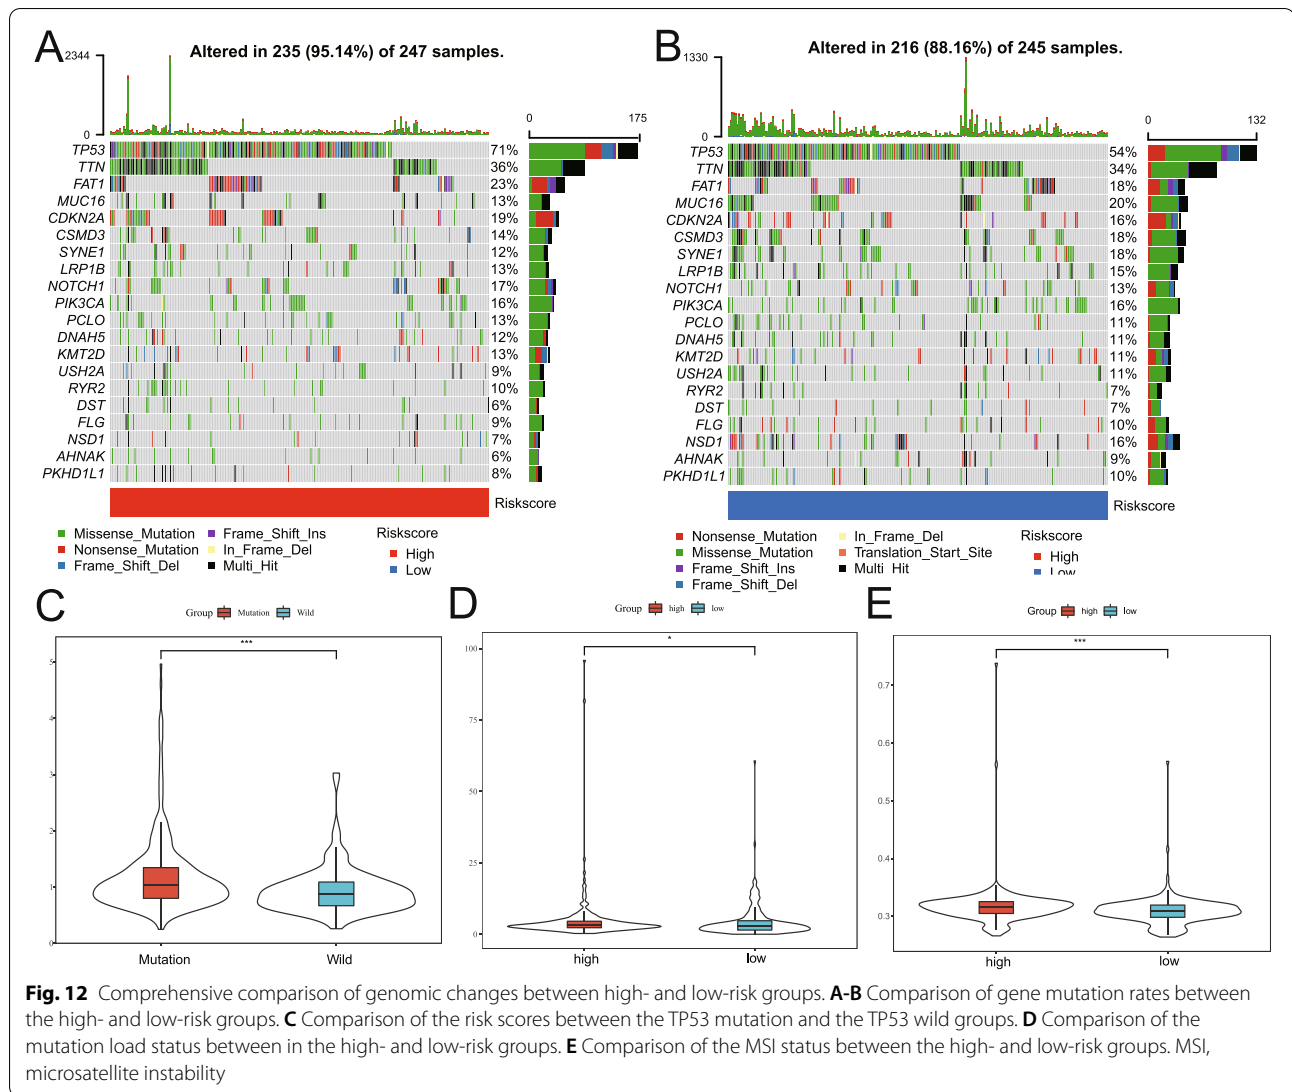 A
Altered in 235 (95.14%) of 247 samples.
2344
0
0 175
TP53 71%
TTN 36%
FAT1 23%
MUC16 13%
CDKN2A 19%
CSMD3 14%
SYNE1 12%
LRP1B 13%
NOTCH1 17%
PIK3CA 16%
PCLO 13%
DNAH5 12%
KMT2D 13%
USH2A 9%
RYR2 10%
DST 6%
FLG 9%
NSD1 7%
AHNAK 6%
PKHD1L1 8%
Riskscore
Missense_Mutation Frame_Shift_Ins Riskscore
Nonsense_Mutation In_Frame_Del High
Frame_Shift_Del Multi_Hit Low
B
Altered in 216 (88.16%) of 245 samples.
1330
0
0 132
TP53 54%
TTN 34%
FAT1 18%
MUC16 20%
CDKN2A 16%
CSMD3 18%
SYNE1 18%
LRP1B 15%
NOTCH1 13%
PIK3CA 16%
PCLO 11%
DNAH5 11%
KMT2D 11%
USH2A 11%
RYR2 7%
DST 7%
FLG 10%
NSD1 16%
AHNAK 9%
PKHD1L1 10%
Riskscore
Nonsense_Mutation In_Frame_Del Riskscore
Missense_Mutation Translation_Start_Site High
Frame_Shift_Ins Multi Hit Low
Frame_Shift_Del
C
Group Mutation Wild
***
5
4
3
2
1
0
Mutation Wild
D
Group high low
*
100
75
50
25
0
high low
E
Group high low
***
0.7
0.6
0.5
0.4
0.3
high low
Fig. 12 Comprehensive comparison of genomic changes between high- and low-risk groups. A-B Comparison of gene mutation rates between
the high- and low-risk groups. C Comparison of the risk scores between the TP53 mutation and the TP53 wild groups. D Comparison of the
mutation load status between in the high- and low-risk groups. E Comparison of the MSI status between the high- and low-risk groups. MSI,
microsatellite instability